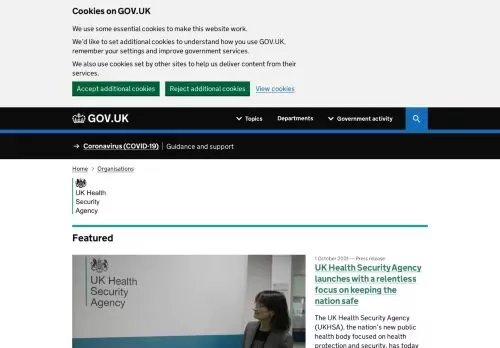 Cookies on GOV.UK
We use some essential cookies to make this website work.
We'd like to set additional cookies to understand how you use GOV.UK,
remember your settings and improve government services.
We also use cookies set by other sites to help us deliver content from their
services.
Accept additional cookies
Reject additional cookies
View cookies
GOV.UK
Topics
Departments
Government activity
Coronavirus (COVID-19)
Guidance and support
Home
Organisations
UK Health
Security
Agency
Featured
UK Health
Security
Agency
1 October 2021 — Press release
UK Health Security Agency
launches with a relentless
focus on keeping the
nation safe
The UK Health Security Agency
(UKHSA), the nation's new public
health body focused on health
protection and security, has today